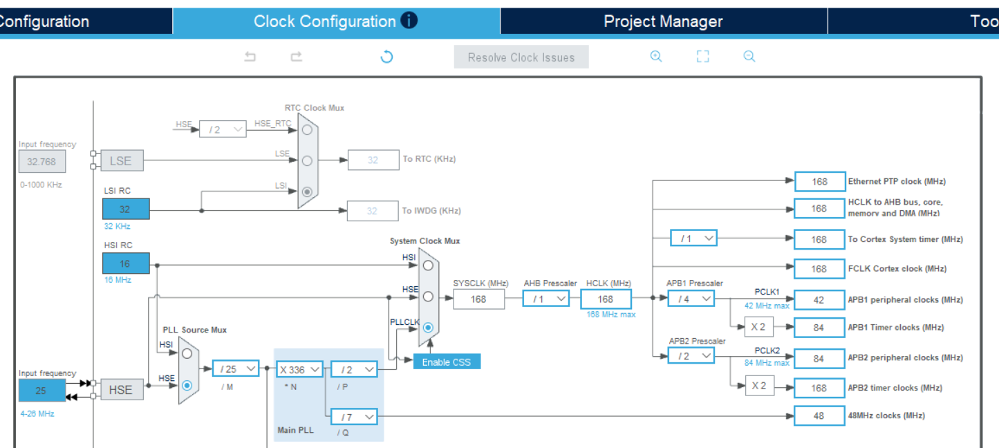 Configuration
Clock Configuration i
Project Manager
Too
Resolve Clock Issues
RTC Clock Mux
HSE
/ 2
HSE_RTC
Input frequency
32.768
0-1000 KHz
LSE
LSE
32
To RTC (KHz)
LSI RC
32
32 KHz
LSI
32
To IWDG (KHz)
HSI RC
16
16 MHz
System Clock Mux
HSI
HSE
PLLCLK
SYSCLK (MHz)
168
AHB Prescaler
/ 1
HCLK (MHz)
168
168 MHz max
Enable CSS
PLL Source Mux
HSI
HSE
Input frequency
25
4-26 MHz
HSE
/ 25
/ M
X 336
* N
/ 2
/ P
/ 7
/ Q
Main PLL
168
Ethernet PTP clock (MHz)
168
HCLK to AHB bus, core,
memory and DMA (MHz)
/ 1
168
To Cortex System timer (MHz)
168
FCLK Cortex clock (MHz)
APB1 Prescaler
/ 4
PCLK1
42 MHz max
42
APB1 peripheral clocks (MHz)
X 2
84
APB1 Timer clocks (MHz)
APB2 Prescaler
/ 2
PCLK2
84 MHz max
84
APB2 peripheral clocks (MHz)
X 2
168
APB2 timer clocks (MHz)
48
48MHz clocks (MHz)